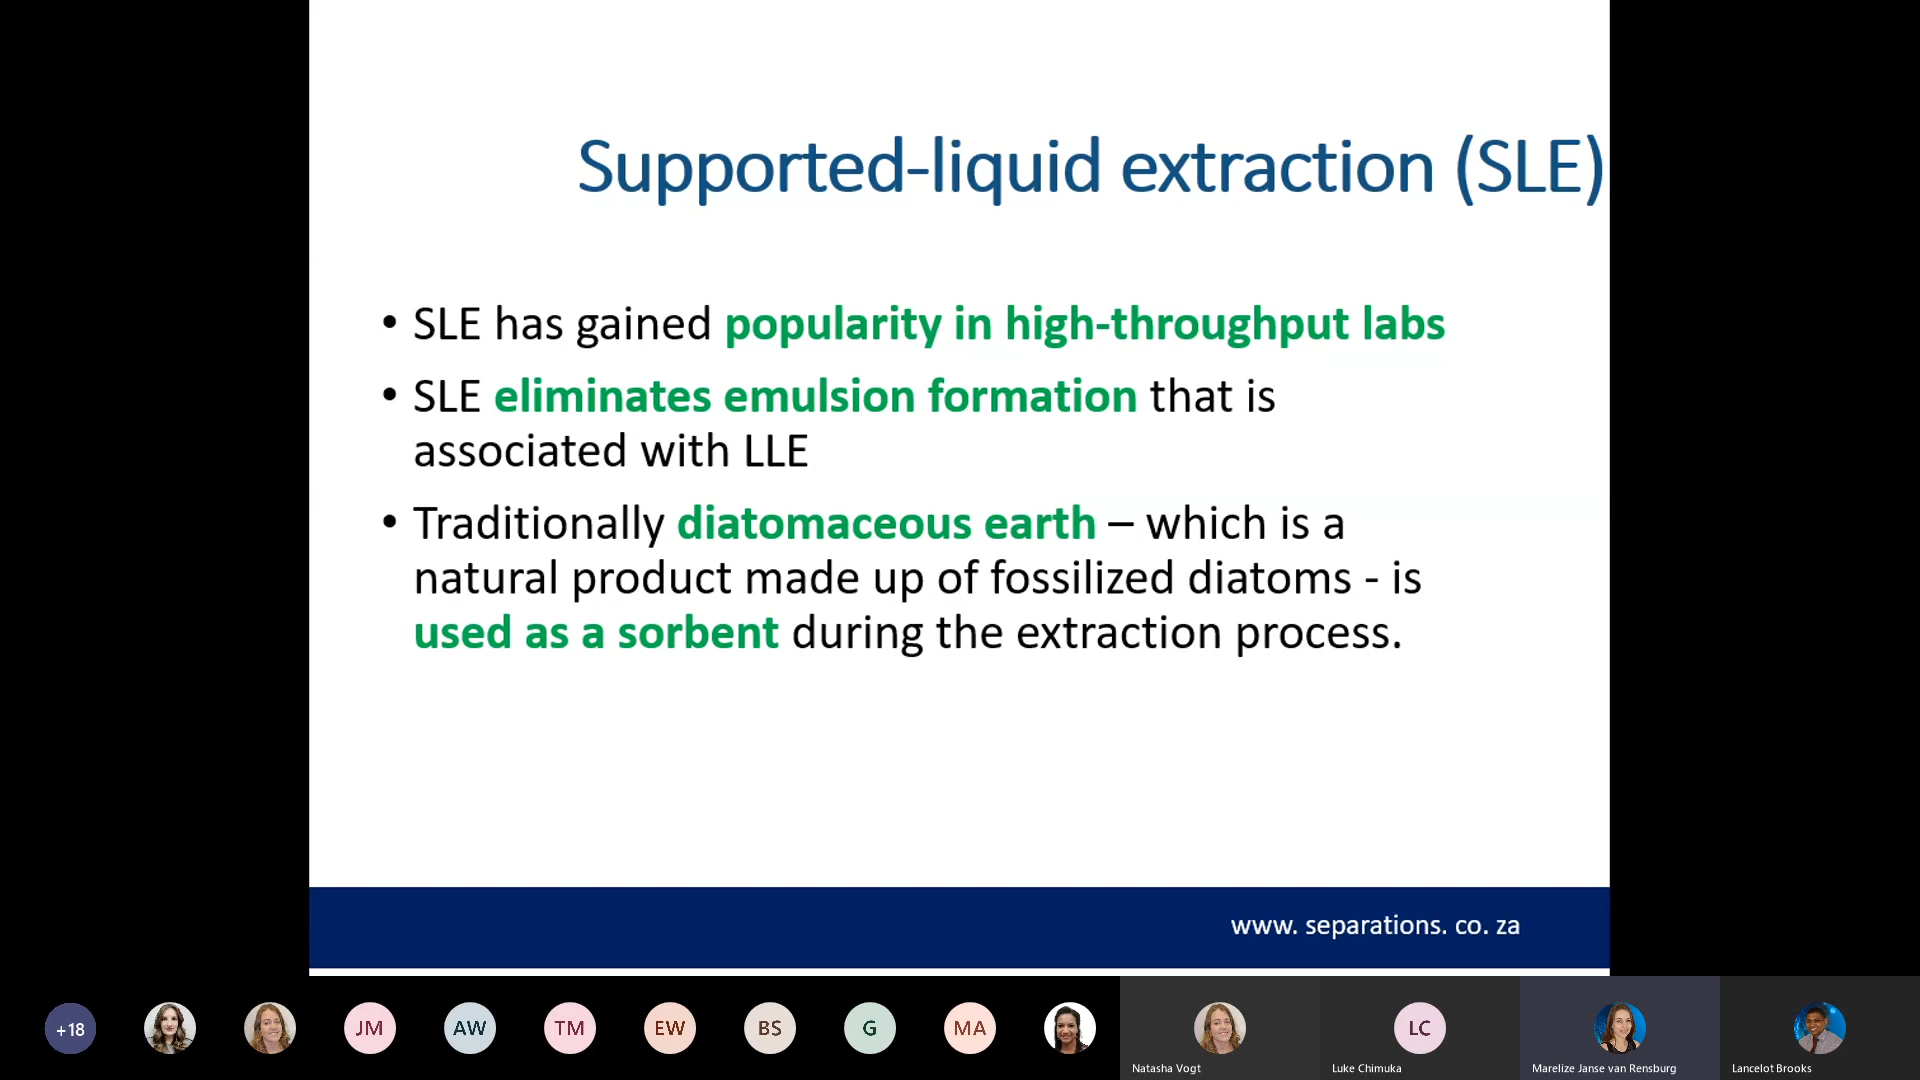 Supported-liquid extraction (SLE)
• SLE has gained popularity in high-throughput labs
• SLE eliminates emulsion formation that is
associated with LLE
• Traditionally diatomaceous earth – which is a
natural product made up of fossilized diatoms - is
used as a sorbent during the extraction process.
www. separations. co. za
+18
JM
AW
TM
EW
BS
G
MA
LC
Natasha Vogt
Luke Chimuka
Marelize Janse van Rensburg
Lancelot Brooks